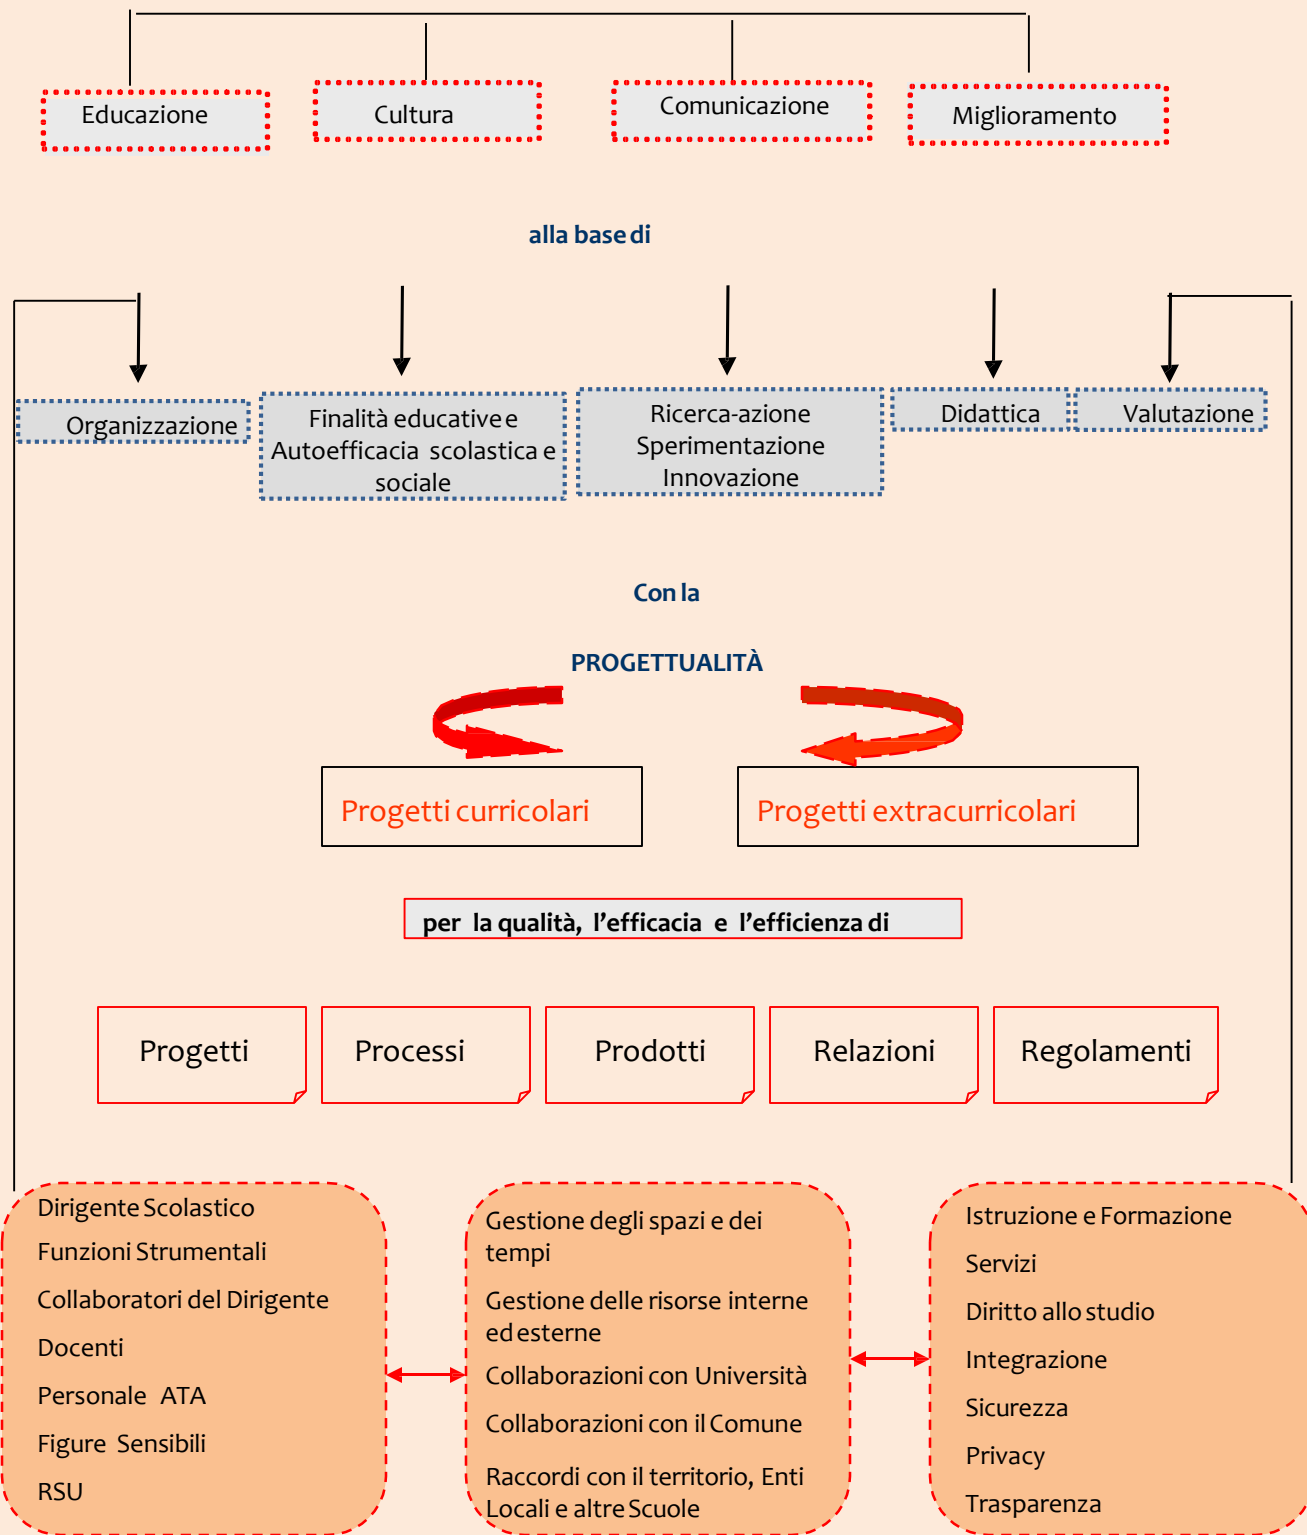 Educazione
Cultura
Comunicazione
Miglioramento
alla base di
Organizzazione
Finalità educative e
Autoefficacia scolastica e
sociale
Ricerca-azione
Sperimentazione
Innovazione
Didattica
Valutazione
Con la
PROGETTUALITÀ
Progetti curricolari
Progetti extracurricolari
per la qualità, l’efficacia e l’efficienza di
Progetti
Processi
Prodotti
Relazioni
Regolamenti
Dirigente Scolastico
Funzioni Strumentali
Collaboratori del Dirigente
Docenti
Personale ATA
Figure Sensibili
RSU
Gestione degli spazi e dei
tempi
Gestione delle risorse interne
ed esterne
Collaborazioni con Università
Collaborazioni con il Comune
Raccordi con il territorio, Enti
Locali e altre Scuole
Istruzione e Formazione
Servizi
Diritto allo studio
Integrazione
Sicurezza
Privacy
Trasparenza